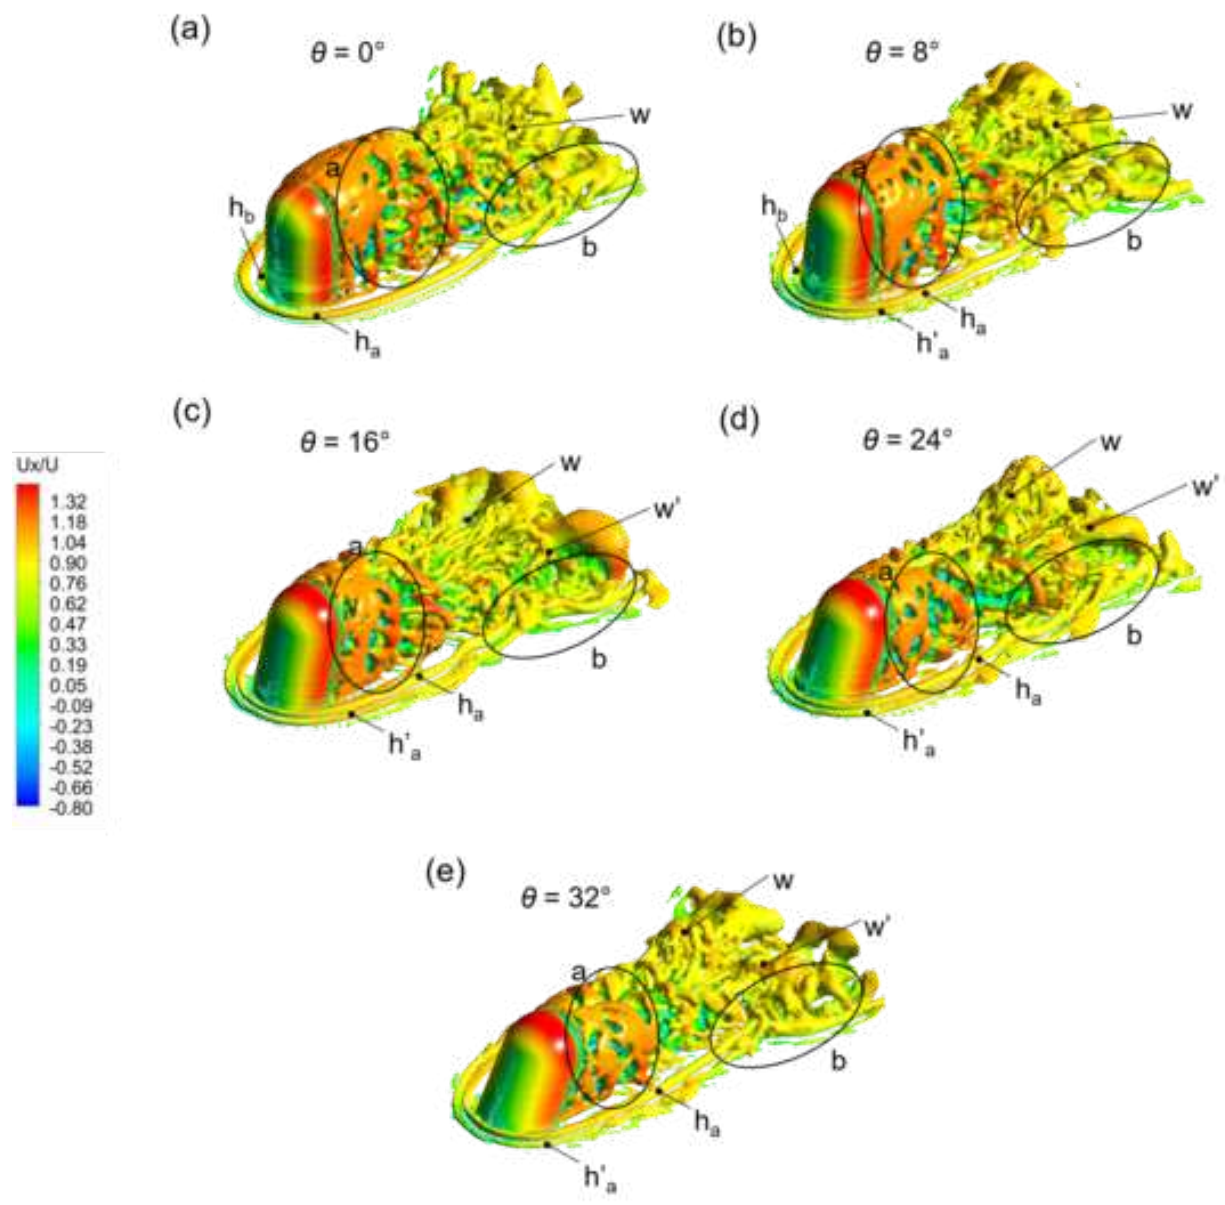 (a)
θ = 0°
w
a
h_b
b
h_a
(b)
θ = 8°
w
a
h_b
b
h_a
h'_a
(c)
θ = 16°
w
w'
a
b
h_a
h'_a
(d)
θ = 24°
w
w'
a
b
h_a
h'_a
Ux/U
1.32
1.18
1.04
0.90
0.76
0.62
0.47
0.33
0.19
0.05
-0.09
-0.23
-0.38
-0.52
-0.66
-0.80
(e)
θ = 32°
w
w'
a
b
h_a
h'_a